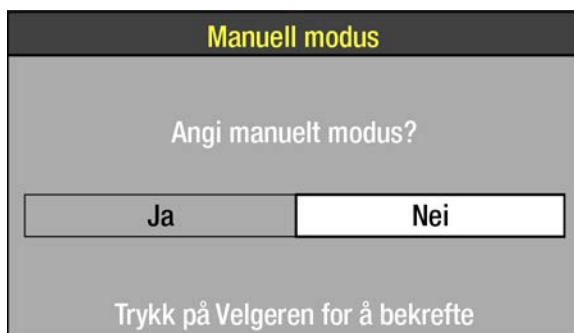 Manuell modus
Angi manuelt modus?
Ja Nei
Trykk på Velgeren for å bekrefte